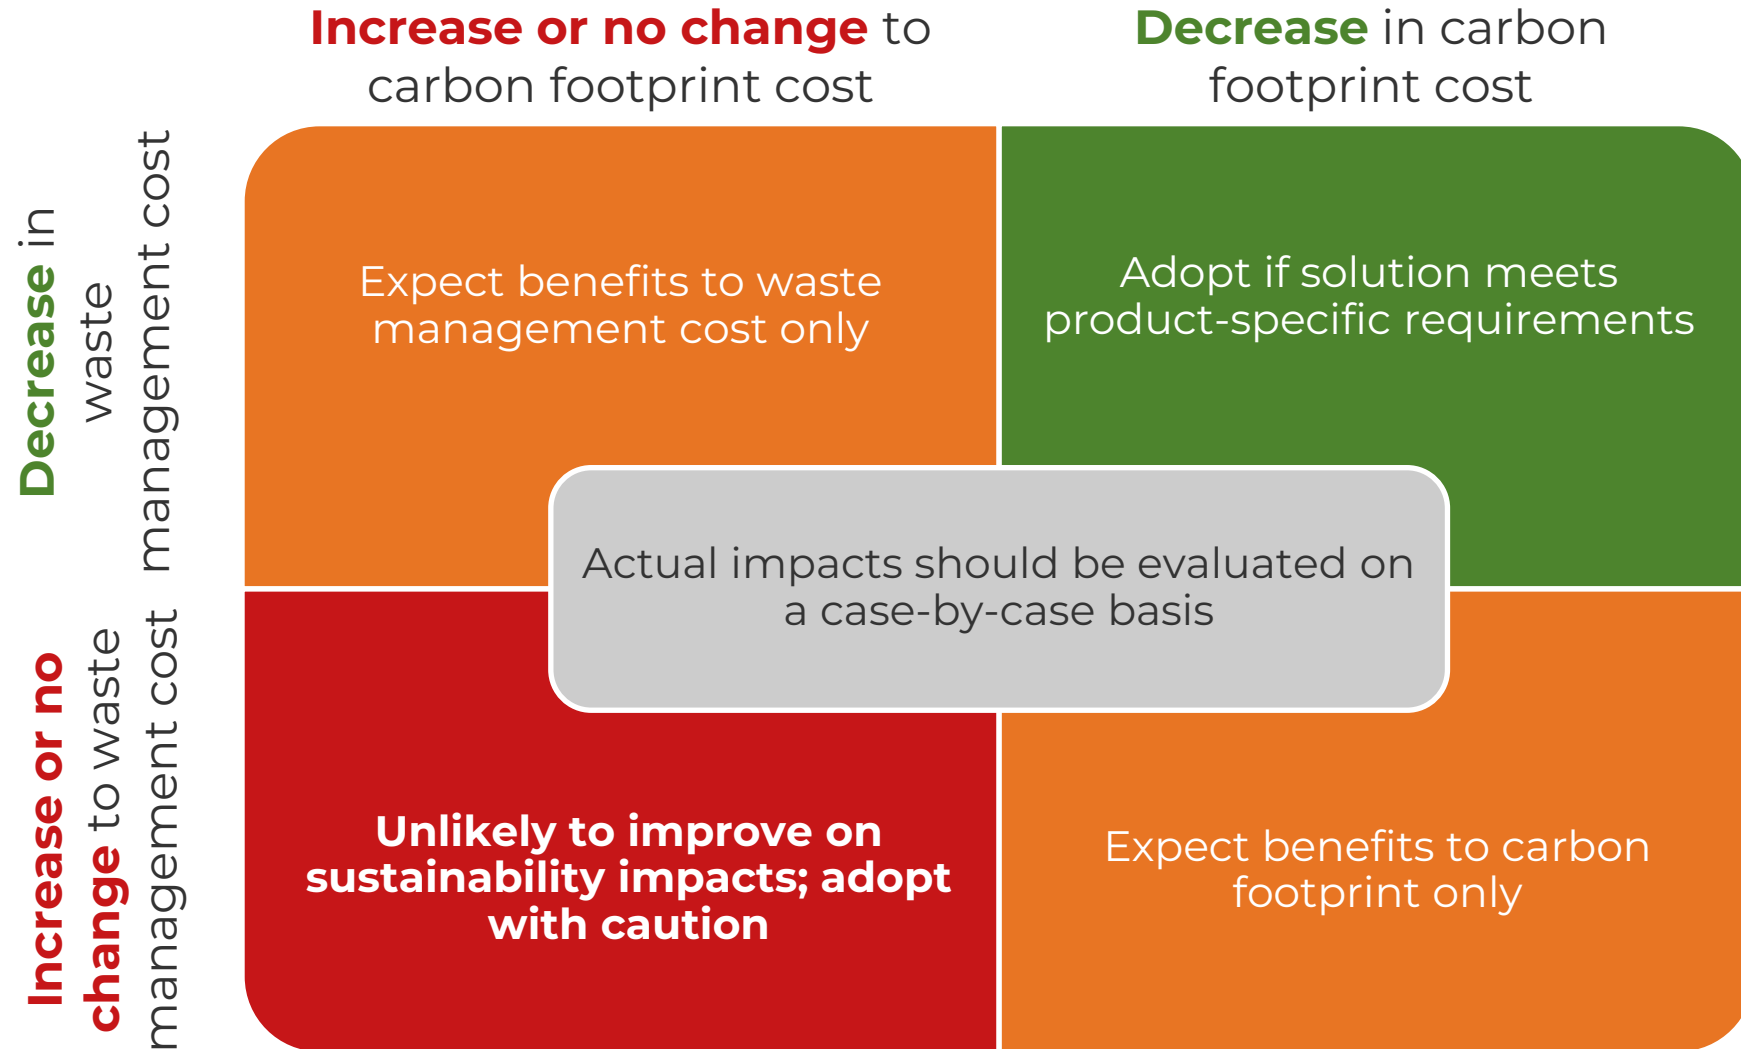 Increase or no change to
carbon footprint cost
Decrease in carbon
footprint cost
Decrease in
waste
management cost
Expect benefits to waste
management cost only
Adopt if solution meets
product-specific requirements
Actual impacts should be evaluated on
a case-by-case basis
Increase or no
change to waste
management cost
Unlikely to improve on
sustainability impacts; adopt
with caution
Expect benefits to carbon
footprint only